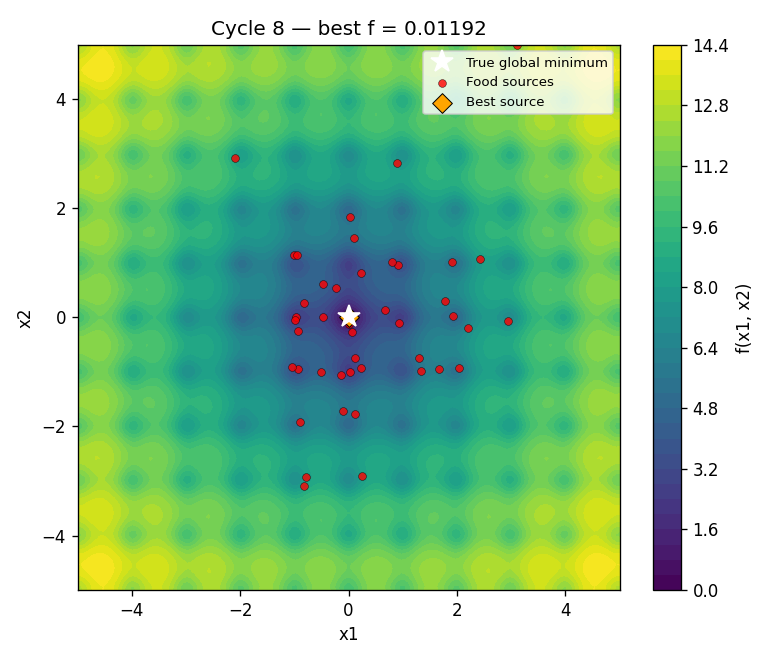 Cycle 8 — best f = 0.01192
True global minimum
Food sources
Best source
4
2
0
−2
−4
x2
−4
−2
0
2
4
x1
14.4
12.8
11.2
9.6
8.0
6.4
4.8
3.2
1.6
0.0
f(x1, x2)